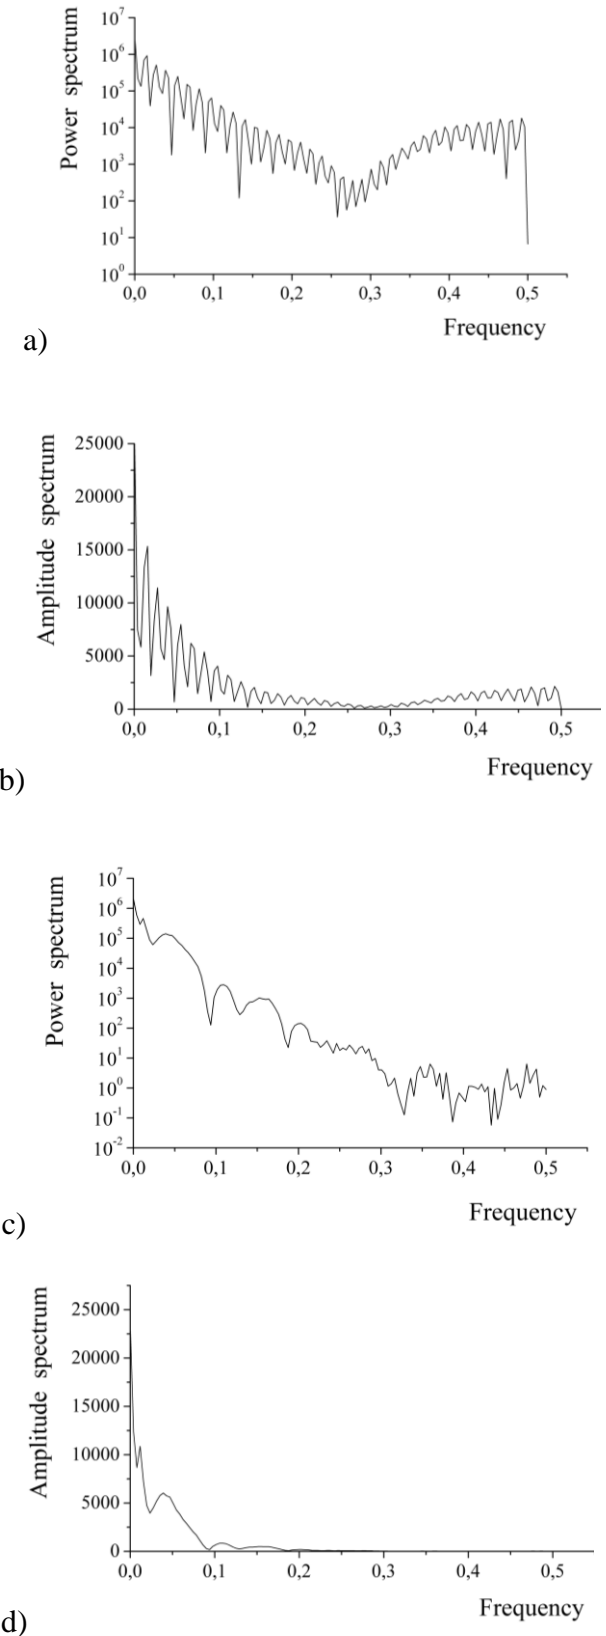 Power spectrum
10^7
10^6
10^5
10^4
10^3
10^2
10^1
10^0
0,0 0,1 0,2 0,3 0,4 0,5
Frequency
a)
Amplitude spectrum
25000
20000
15000
10000
5000
0
0,0 0,1 0,2 0,3 0,4 0,5
Frequency
b)
Power spectrum
10^7
10^6
10^5
10^4
10^3
10^2
10^1
10^0
10^-1
10^-2
0,0 0,1 0,2 0,3 0,4 0,5
Frequency
c)
Amplitude spectrum
25000
20000
15000
10000
5000
0
0,0 0,1 0,2 0,3 0,4 0,5
Frequency
d)